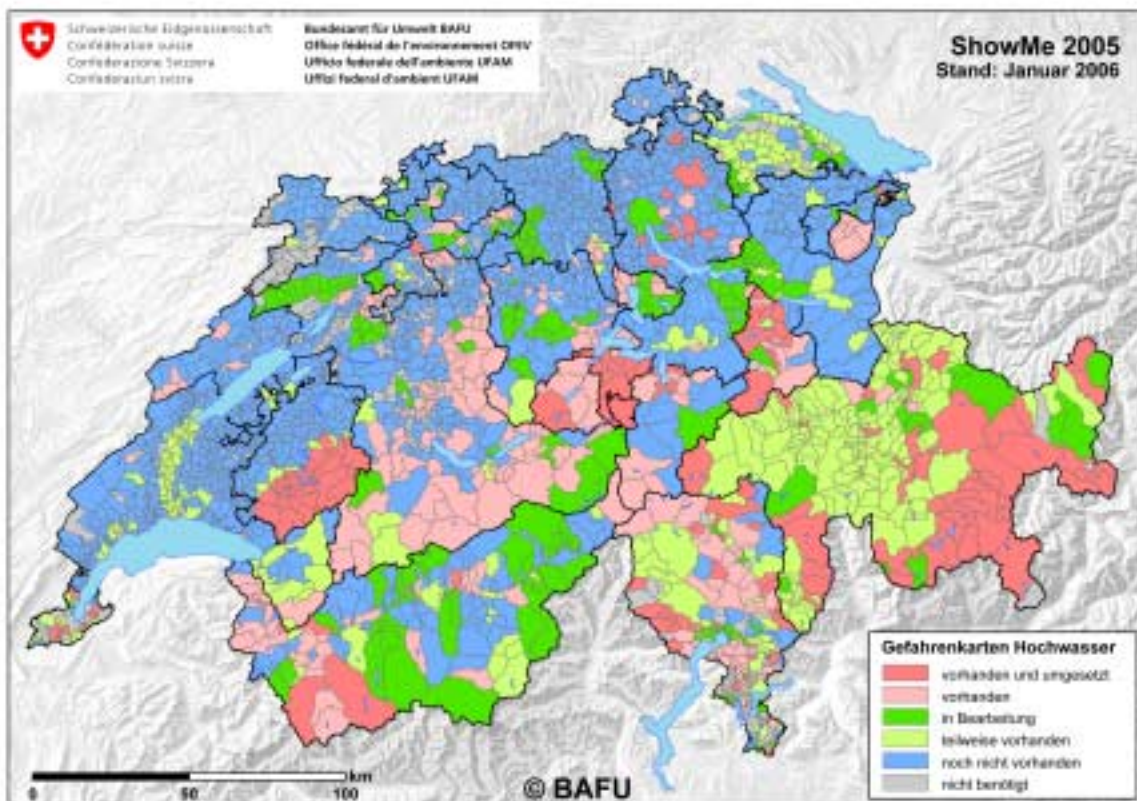 Schweizerische Eidgenossenschaft
Confédération suisse
Confederazione Svizzera
Confederaziun svizra
Bundesamt für Umwelt BAFU
Office fédéral de l'environnement OFEV
Ufficio federale dell'ambiente UFAM
Uffizi federal d'ambient UFAM
ShowMe 2005
Stand: Januar 2006
Gefahrenkarten Hochwasser
vorhanden und umgesetzt
vorhanden
in Bearbeitung
teilweise vorhanden
noch nicht vorhanden
nicht benötigt
km
0 50 100
© BAFU